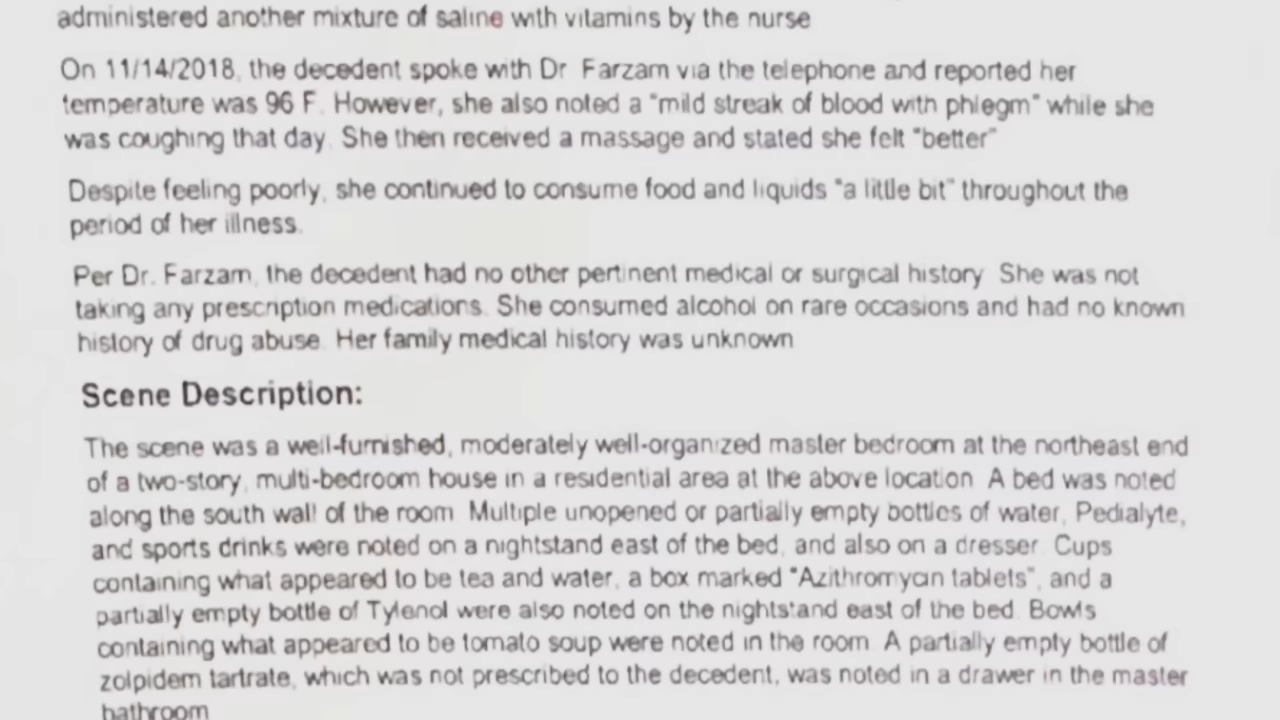 administered another mixture of saline with vitamins by the nurse
On 11/14/2018, the decedent spoke with Dr Farzam via the telephone and reported her
temperature was 96 F. However, she also noted a "mild streak of blood with phlegm" while she
was coughing that day. She then received a massage and stated she felt "better"
Despite feeling poorly, she continued to consume food and liquids "a little bit" throughout the
period of her illness.
Per Dr. Farzam, the decedent had no other pertinent medical or surgical history She was not
taking any prescription medications. She consumed alcohol on rare occasions and had no known
history of drug abuse. Her family medical history was unknown
Scene Description:
The scene was a well-furnished, moderately well-organized master bedroom at the northeast end
of a two-story, multi-bedroom house in a residential area at the above location A bed was noted
along the south wall of the room Multiple unopened or partially empty bottles of water, Pedialyte,
and sports drinks were noted on a nightstand east of the bed, and also on a dresser. Cups
containing what appeared to be tea and water, a box marked "Azithromycin tablets", and a
partially empty bottle of Tylenol were also noted on the nightstand east of the bed. Bowls
containing what appeared to be tomato soup were noted in the room A partially empty bottle of
zolpidem tartrate, which was not prescribed to the decedent, was noted in a drawer in the master
bathroom